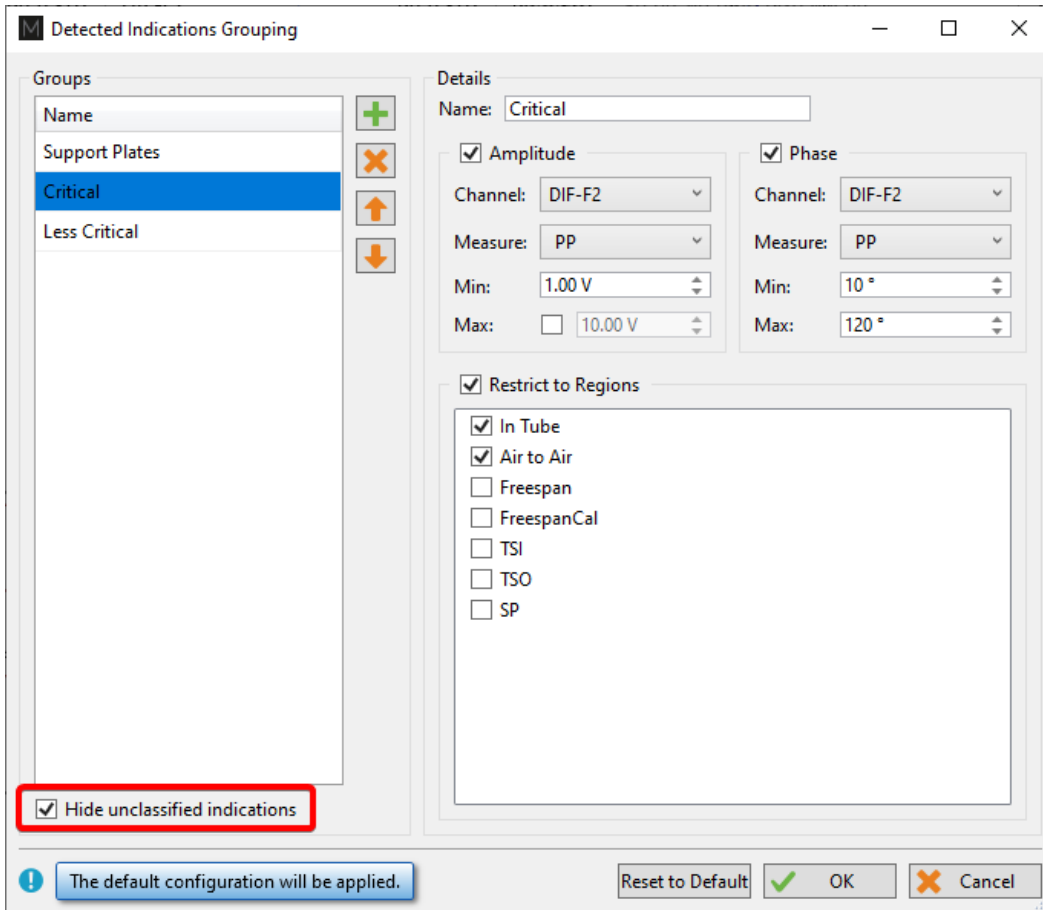 M Detected Indications Grouping
Groups
Name
Support Plates
Critical
Less Critical
Hide unclassified indications
Details
Name: Critical
Amplitude
Channel: DIF-F2
Measure: PP
Min: 1.00 V
Max: 10.00 V
Phase
Channel: DIF-F2
Measure: PP
Min: 10 °
Max: 120 °
Restrict to Regions
In Tube
Air to Air
Freespan
FreespanCal
TSI
TSO
SP
The default configuration will be applied.
Reset to Default
OK
Cancel